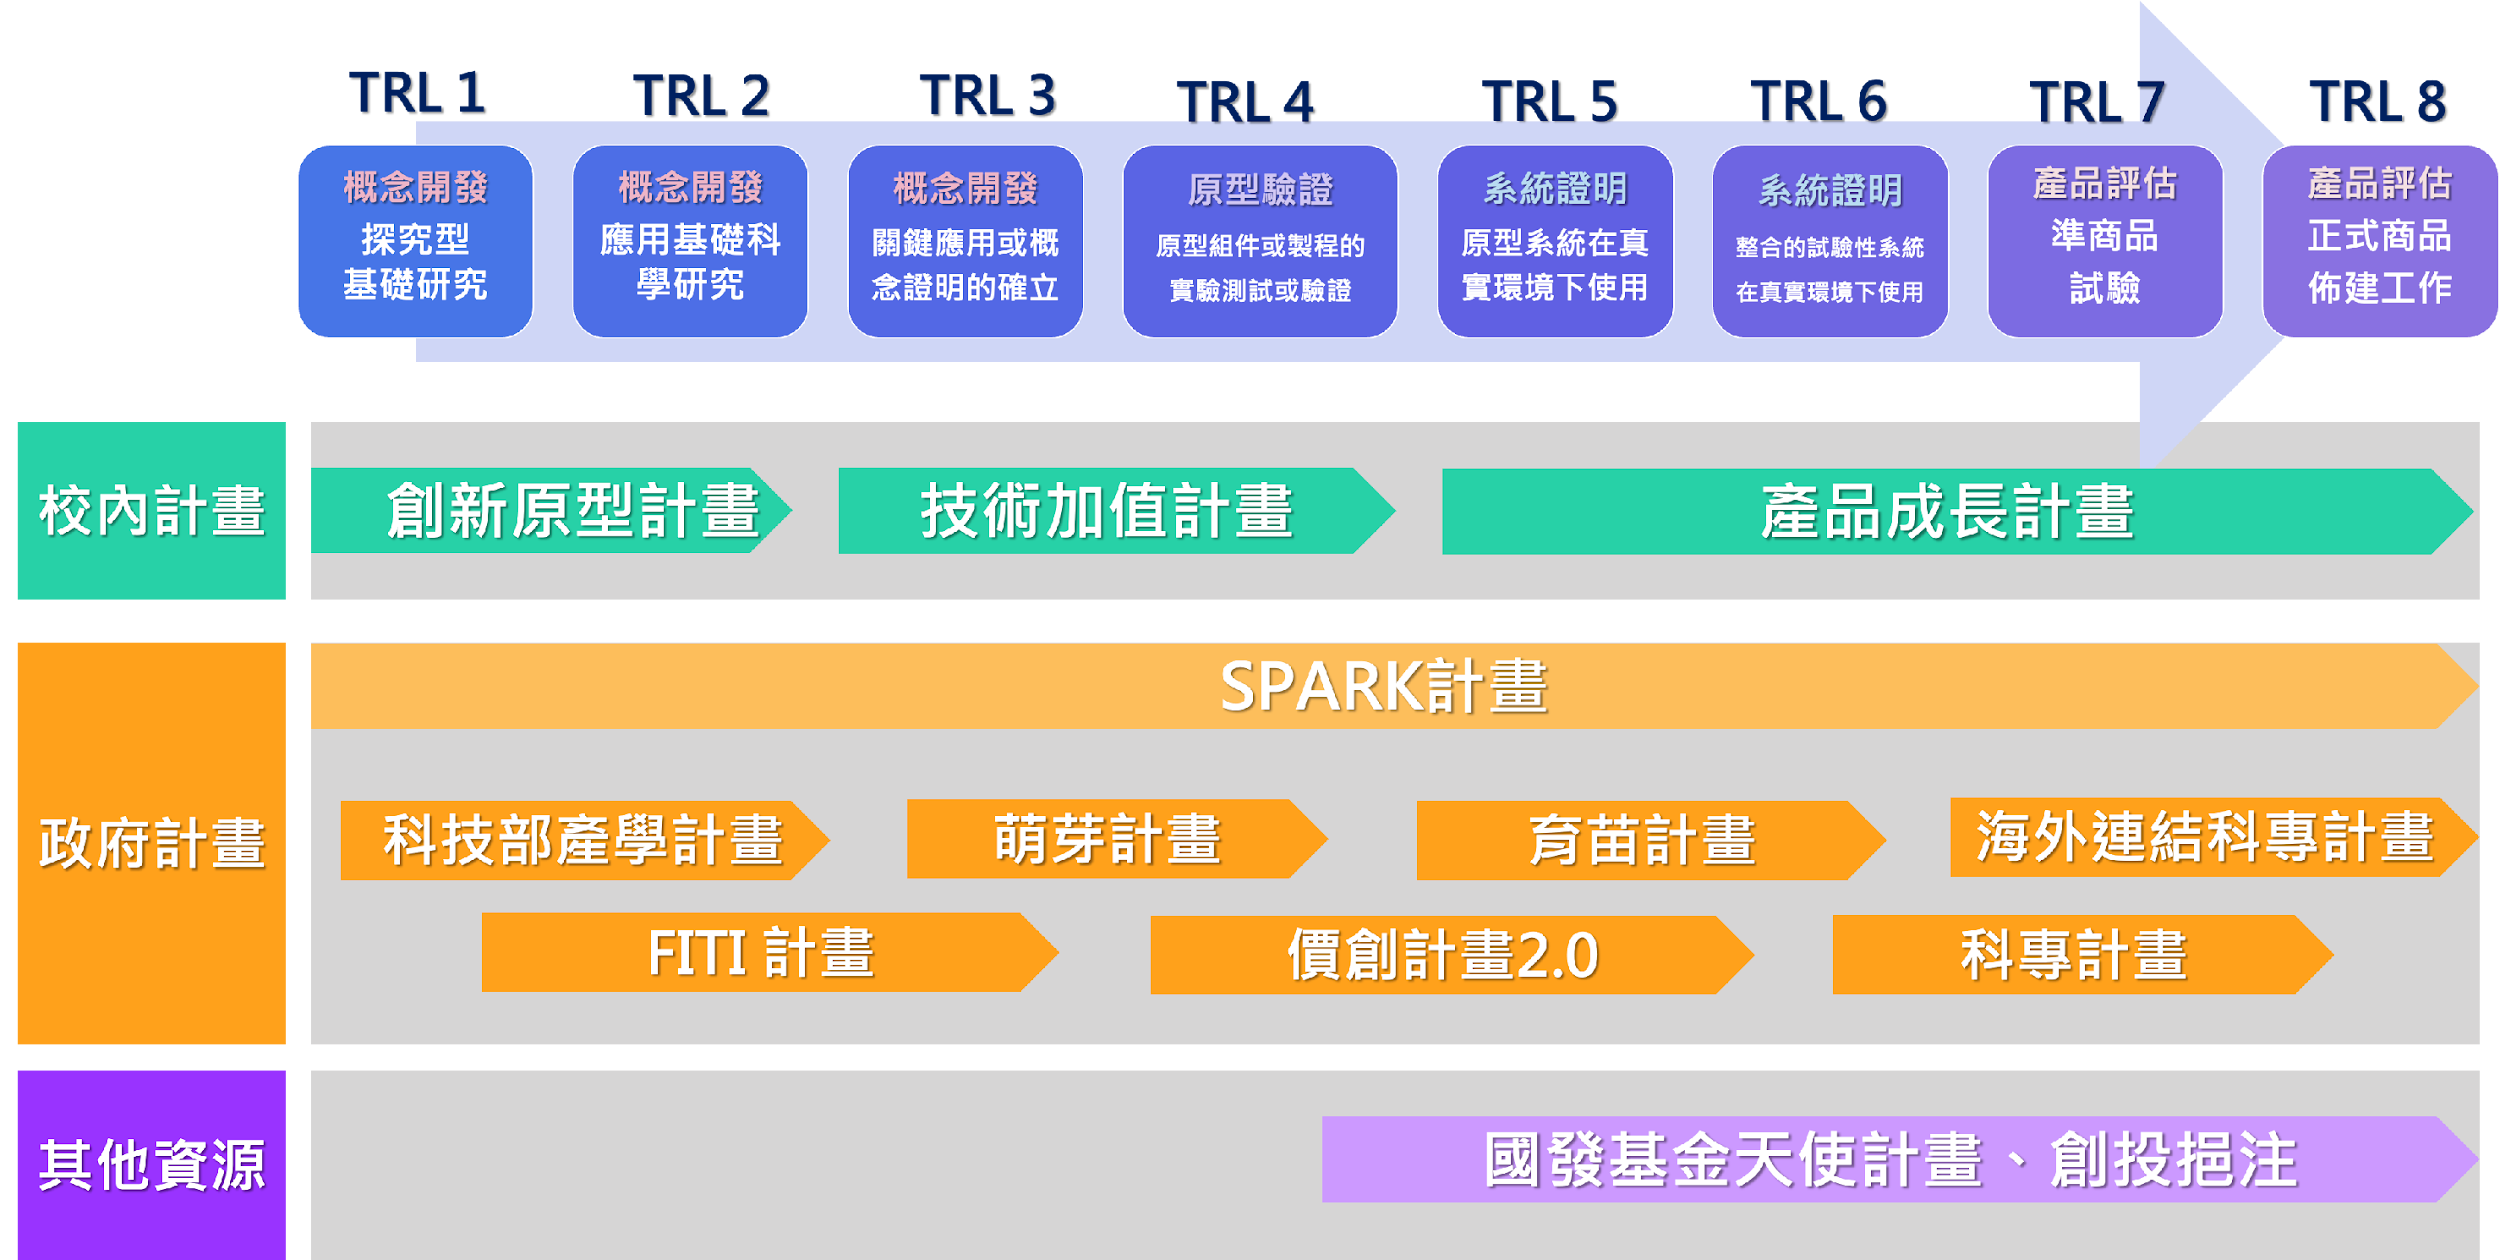 TRL 1
TRL 2
TRL 3
TRL 4
TRL 5
TRL 6
TRL 7
TRL 8
概念開發
探究型
基礎研究
概念開發
應用基礎科
學研究
概念開發
關鍵應用或概
念證明的確立
原型驗證
原型組件或製程的
實驗測試或驗證
系統證明
原型系統在真
實環境下使用
系統證明
整合的試驗性系統
在真實環境下使用
產品評估
準商品
試驗
產品評估
正式商品
佈建工作
校內計畫
創新原型計畫
技術加值計畫
產品成長計畫
政府計畫
SPARK計畫
科技部產學計畫
萌芽計畫
育苗計畫
海外連結科專計畫
FITI 計畫
價創計畫2.0
科專計畫
其他資源
國發基金天使計畫、創投挹注